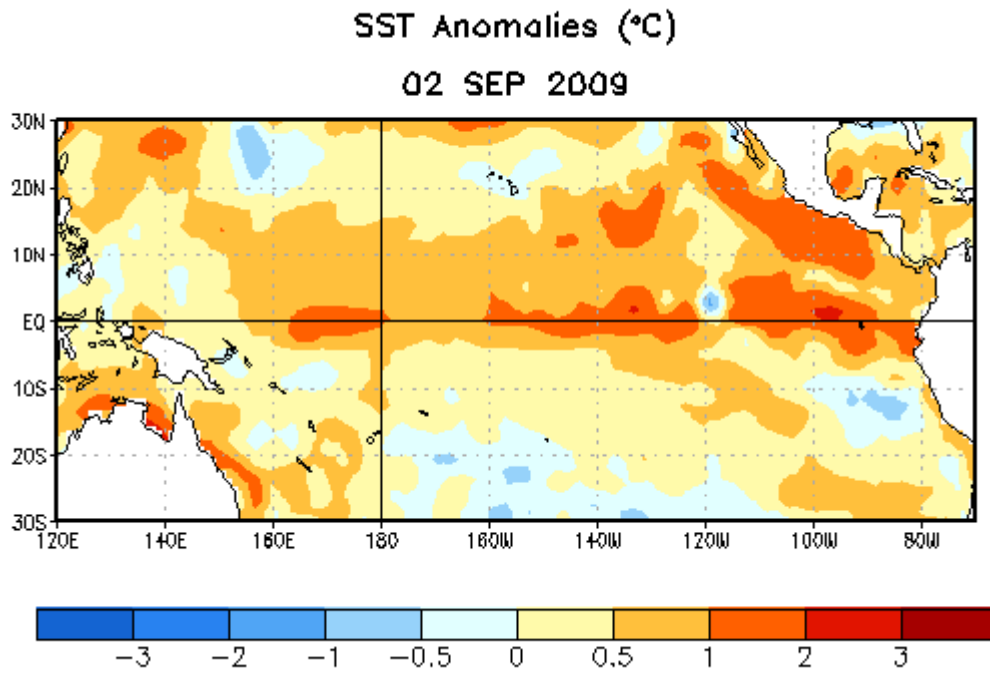 SST Anomalies (°C)
02 SEP 2009
30N
20N
10N
EQ
10S
20S
30S
120E 140E 160E 180 160W 140W 120W 100W 80W
−3 −2 −1 −0.5 0 0.5 1 2 3